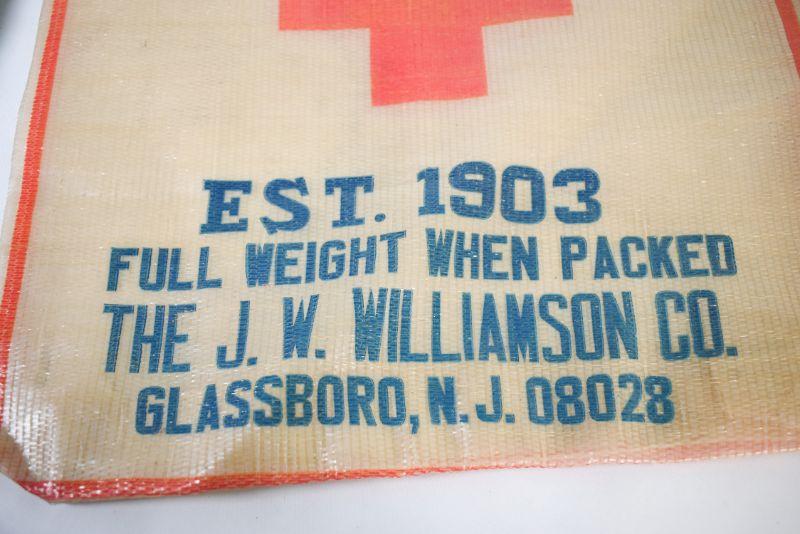 EST. 1903
FULL WEIGHT WHEN PACKED
THE J. W. WILLIAMSON CO.
GLASSBORO, N.J. 08028